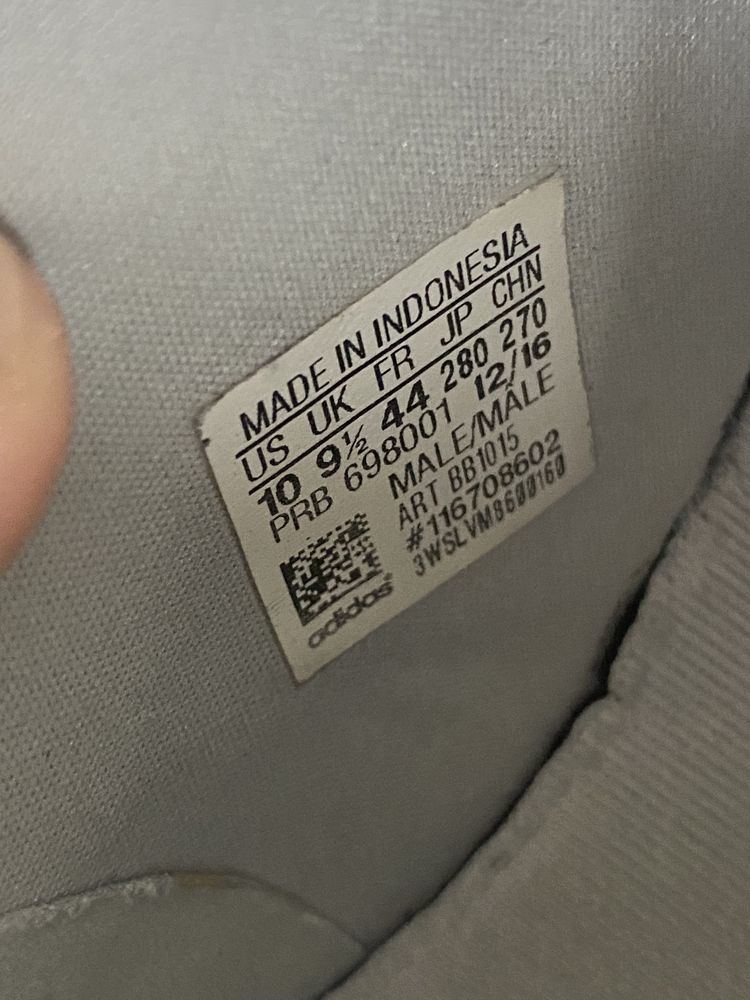 MADE IN INDONESIA
US UK FR JP CHN
10 9½ 44 280 270
PRB 698001 12/16
MALE/MÂLE
ART BB1015
#116708602
3WSLVM8600160
adidas